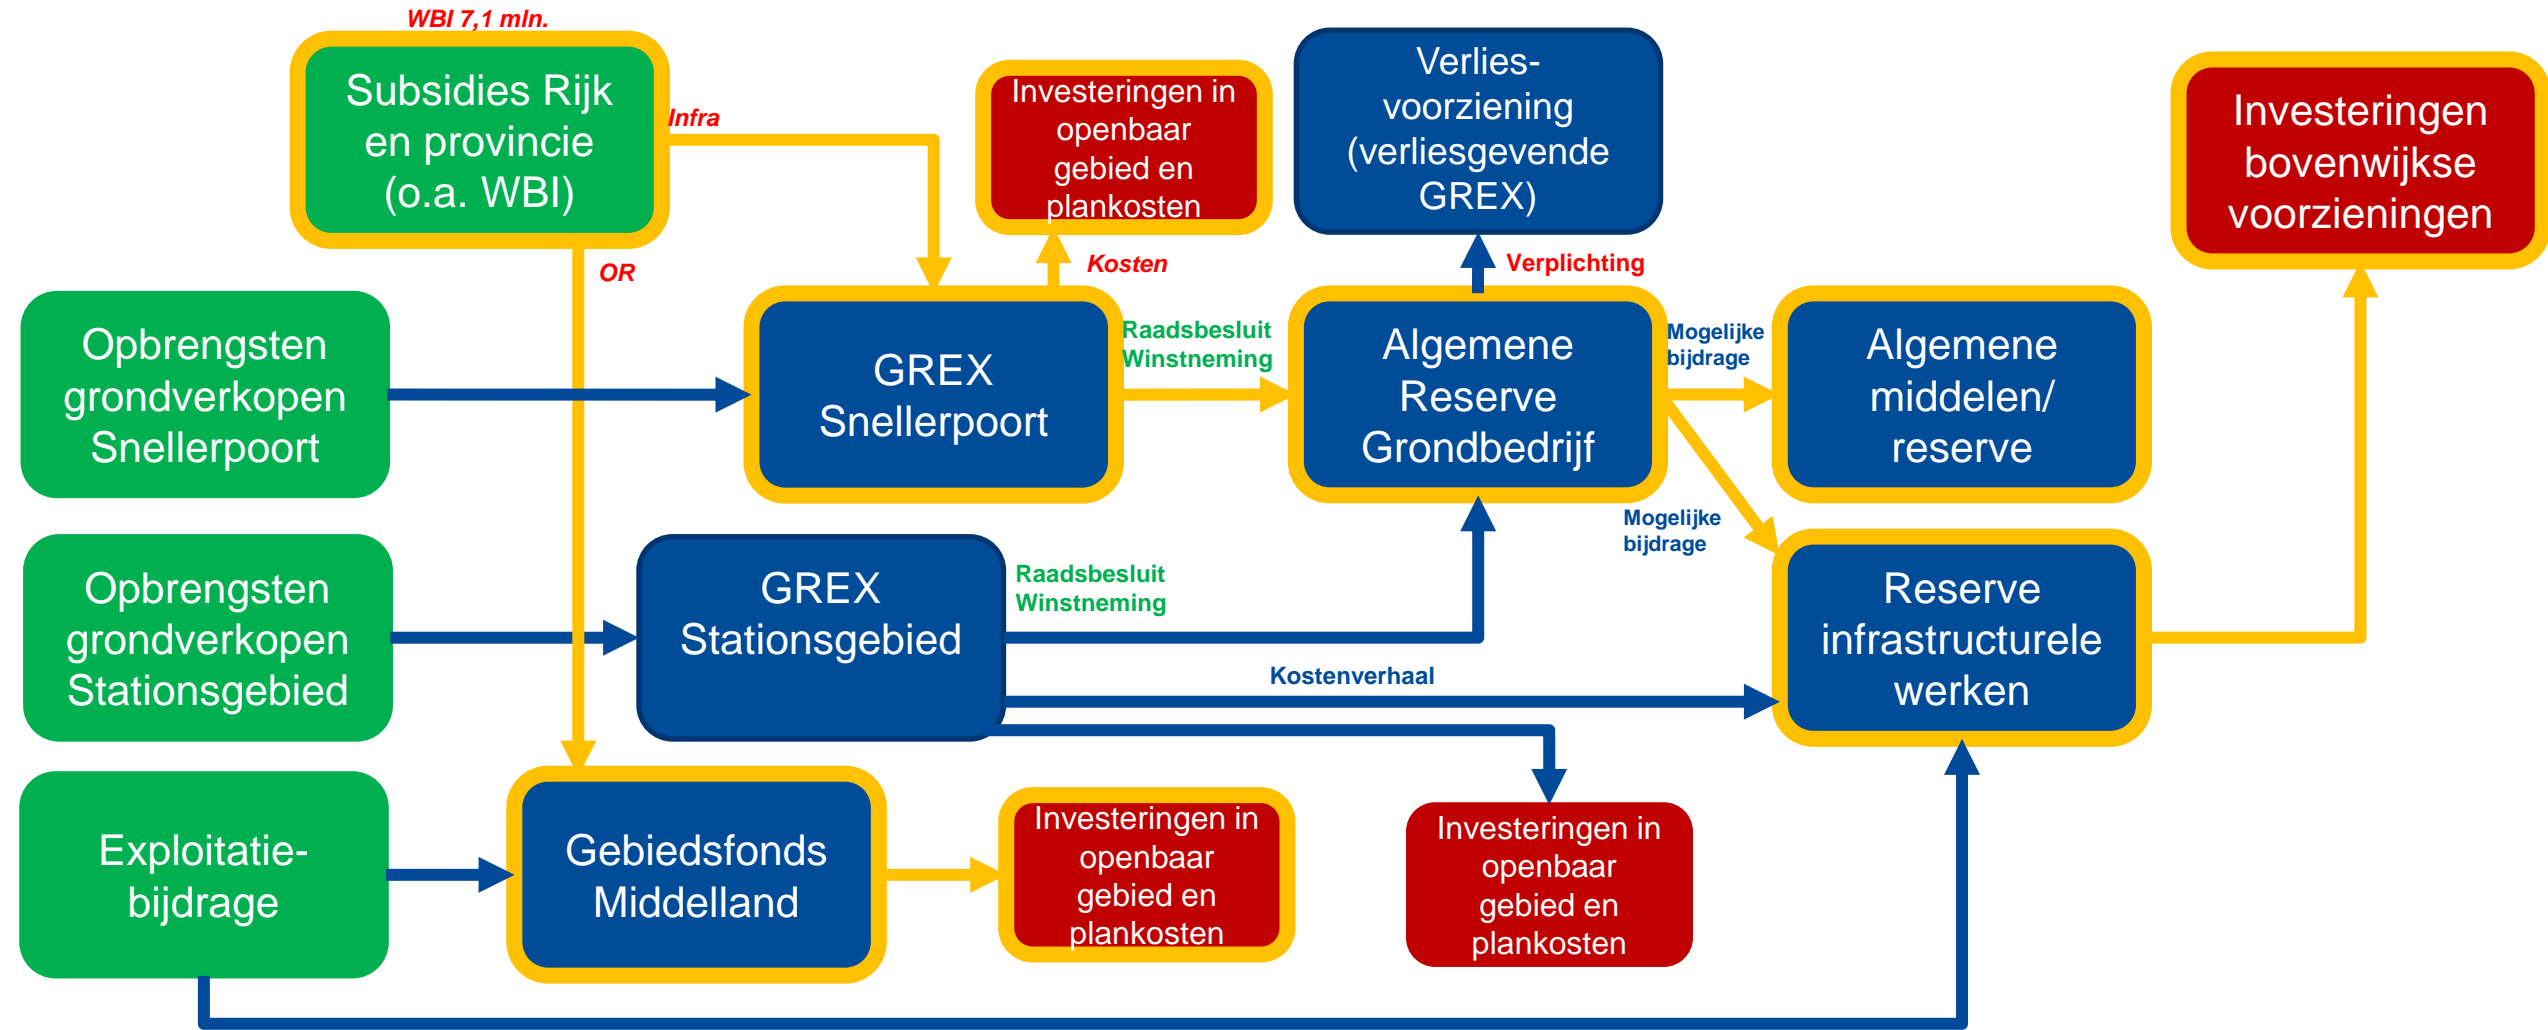 WBI 7,1 mln.
Subsidies Rijk
en provincie
(o.a. WBI)
Infra
OR
Investeringen in
openbaar
gebied en
plankosten
Kosten
Verlies-
voorziening
(verliesgevende
GREX)
Verplichting
Investeringen
bovenwijkse
voorzieningen
Opbrengsten
grondverkopen
Snellerpoort
GREX
Snellerpoort
Raadsbesluit
Winstneming
Algemene
Reserve
Grondbedrijf
Mogelijke
bijdrage
Algemene
middelen/
reserve
Mogelijke
bijdrage
Opbrengsten
grondverkopen
Stationsgebied
GREX
Stationsgebied
Raadsbesluit
Winstneming
Kostenverhaal
Reserve
infrastructurele
werken
Exploitatie-
bijdrage
Gebiedsfonds
Middelland
Investeringen in
openbaar
gebied en
plankosten
Investeringen in
openbaar
gebied en
plankosten